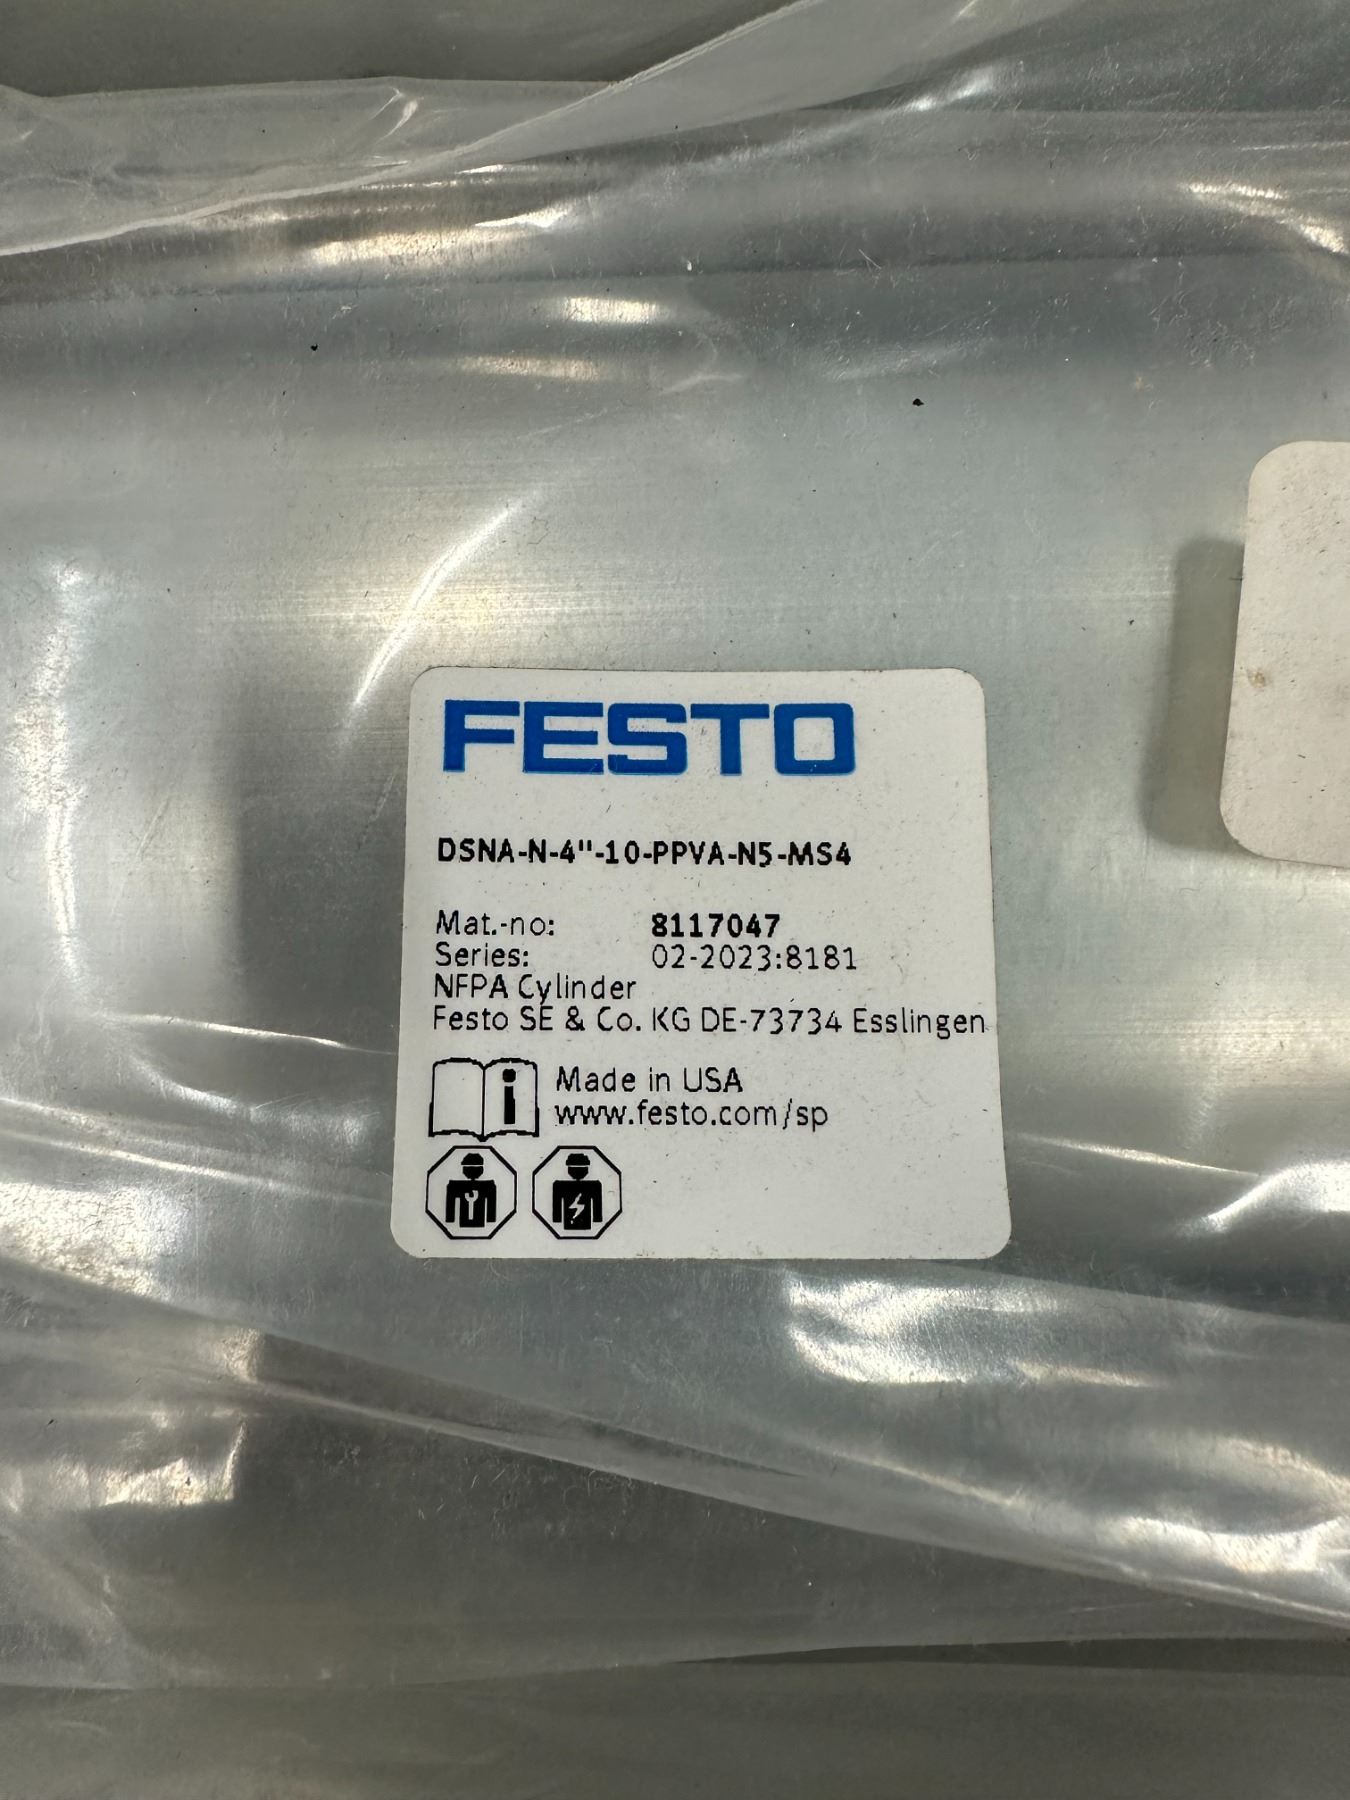 FESTO
DSNA-N-4"-10-PPVA-N5-MS4
Mat.-no: 8117047
Series: 02-2023:8181
NFPA Cylinder
Festo SE & Co. KG DE-73734 Esslingen
i Made in USA
www.festo.com/sp